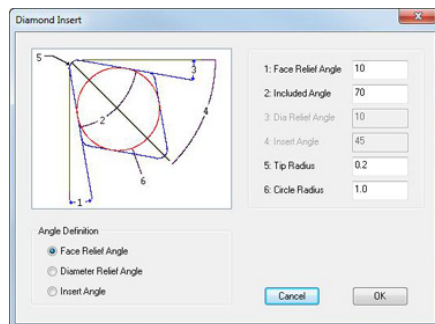 Diamond Insert
5
3
2
4
6
1
1: Face Relief Angle 10
2: Included Angle 70
3: Dia Relief Angle 10
4: Insert Angle 45
5: Tip Radius 0.2
6: Circle Radius 1.0
Angle Definition
Face Relief Angle
Diameter Relief Angle
Insert Angle
Cancel OK